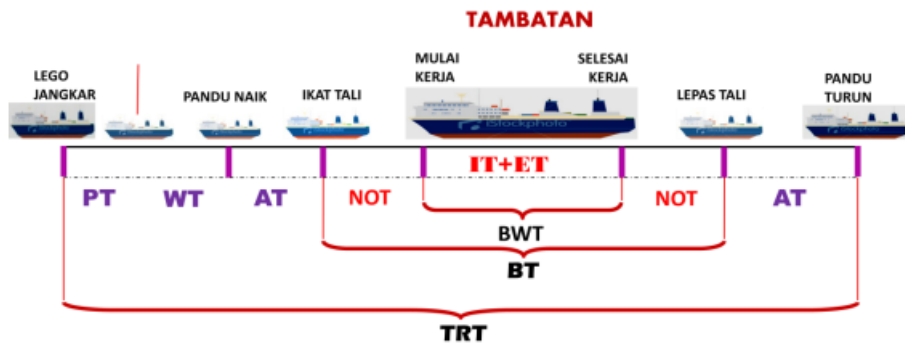 TAMBATAN
MULAI
KERJA
SELESAI
KERJA
LEGO
JANGKAR
PANDU NAIK
IKAT TALI
LEPAS TALI
PANDU
TURUN
iStockphoto
IT+ET
PT
WT
AT
NOT
NOT
AT
BWT
BT
TRT